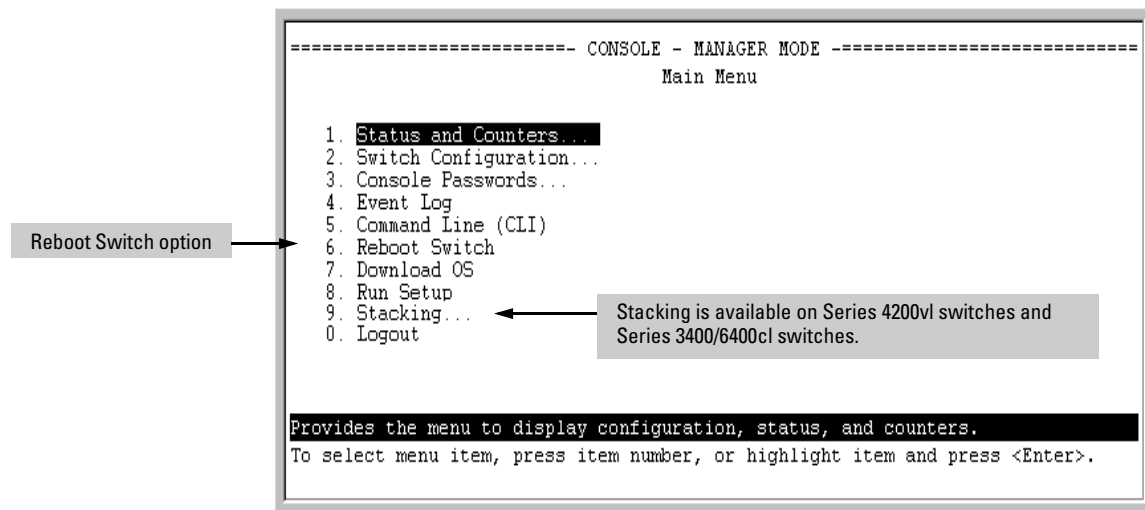 ===========================- CONSOLE - MANAGER MODE -============================
Main Menu
1. Status and Counters...
2. Switch Configuration...
3. Console Passwords...
4. Event Log
5. Command Line (CLI)
Reboot Switch option
6. Reboot Switch
7. Download OS
8. Run Setup
9. Stacking...
Stacking is available on Series 4200vl switches and
Series 3400/6400cl switches.
0. Logout
Provides the menu to display configuration, status, and counters.
To select menu item, press item number, or highlight item and press <Enter>.